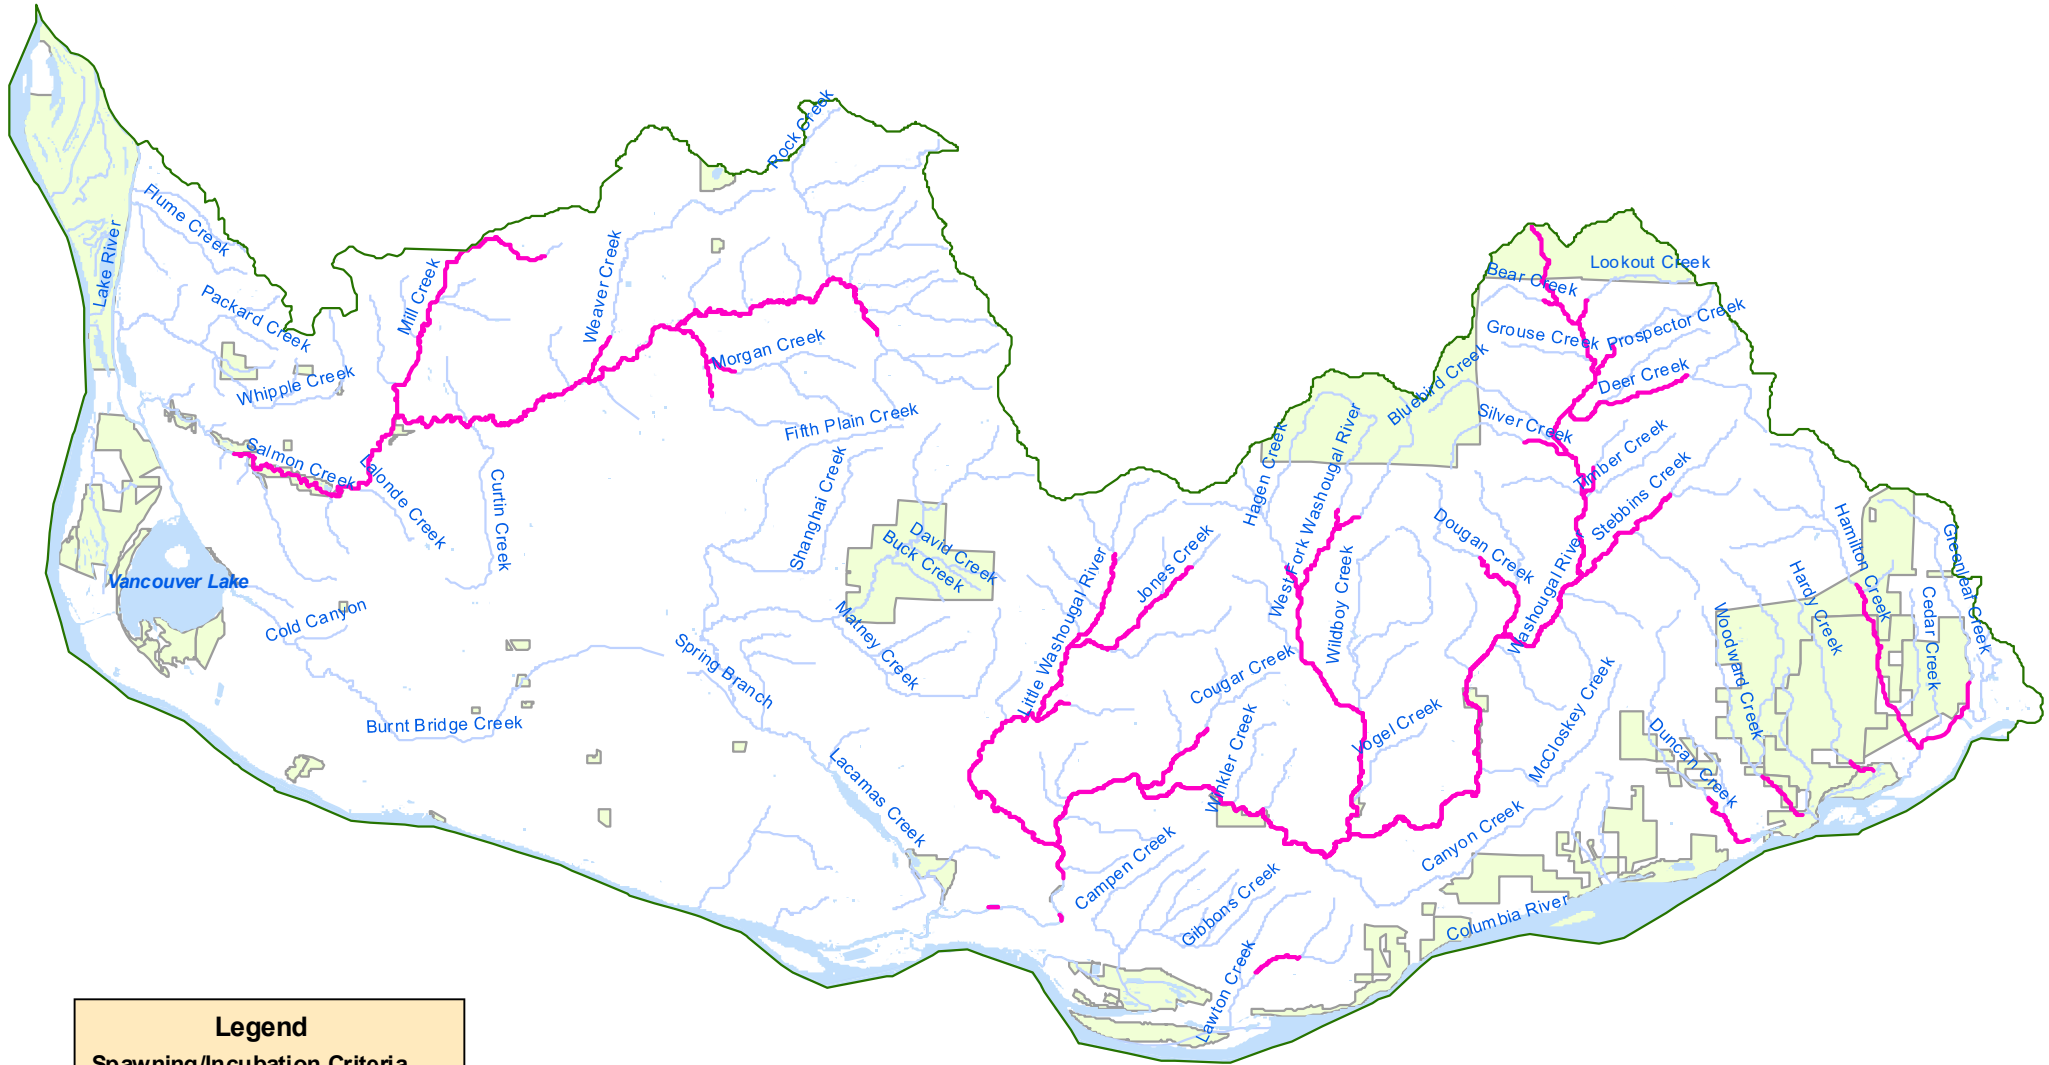 Rock Creek
Flume Creek
Lake River
Mill Creek
Weaver Creek
Bear Creek
Lookout Creek
Packard Creek
Morgan Creek
Grouse Creek
Prospector Creek
Whipple Creek
Bluebird Creek
Deer Creek
Fifth Plain Creek
Silver Creek
Salmon Creek
Lalonde Creek
Curtin Creek
Shanghai Creek
Hagen Creek
West Fork Washougal River
Timber Creek
Stebbins Creek
David Creek
Buck Creek
Jones Creek
Dougan Creek
Hamilton Creek
Greenleaf Creek
Vancouver Lake
Cold Canyon
Matney Creek
Little Washougal River
Wildboy Creek
Washougal River
Hardy Creek
Cedar Creek
Woodward Creek
Spring Branch
Cougar Creek
Burnt Bridge Creek
Winkler Creek
Vogel Creek
McCloskey Creek
Duncan Creek
Lacamas Creek
Canyon Creek
Campen Creek
Gibbons Creek
Columbia River
Lawton Creek
Legend
Spawning/Incubation Criteria